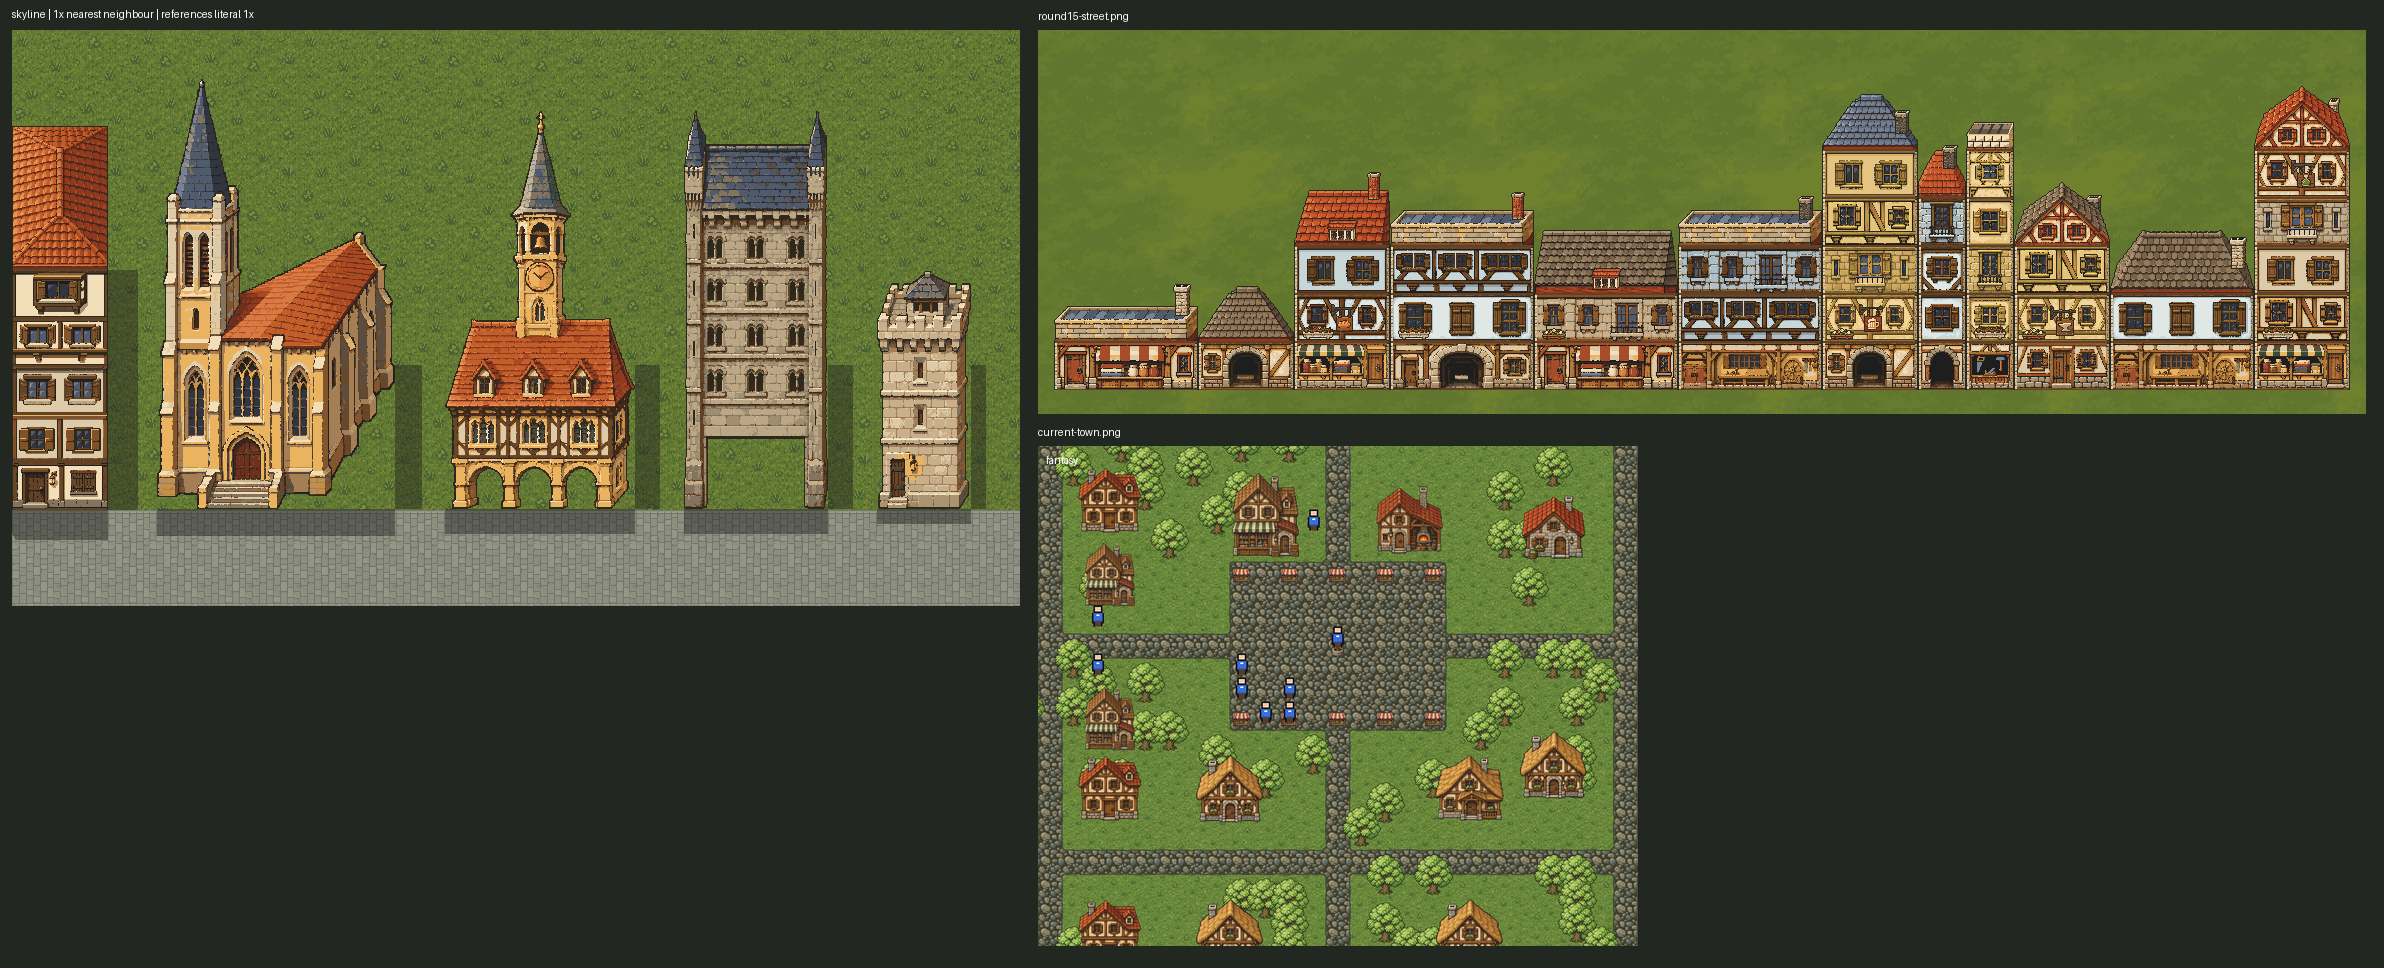 skyline | 1x nearest neighbour | references literal 1x
round15-street.png
current-town.png
fantasy